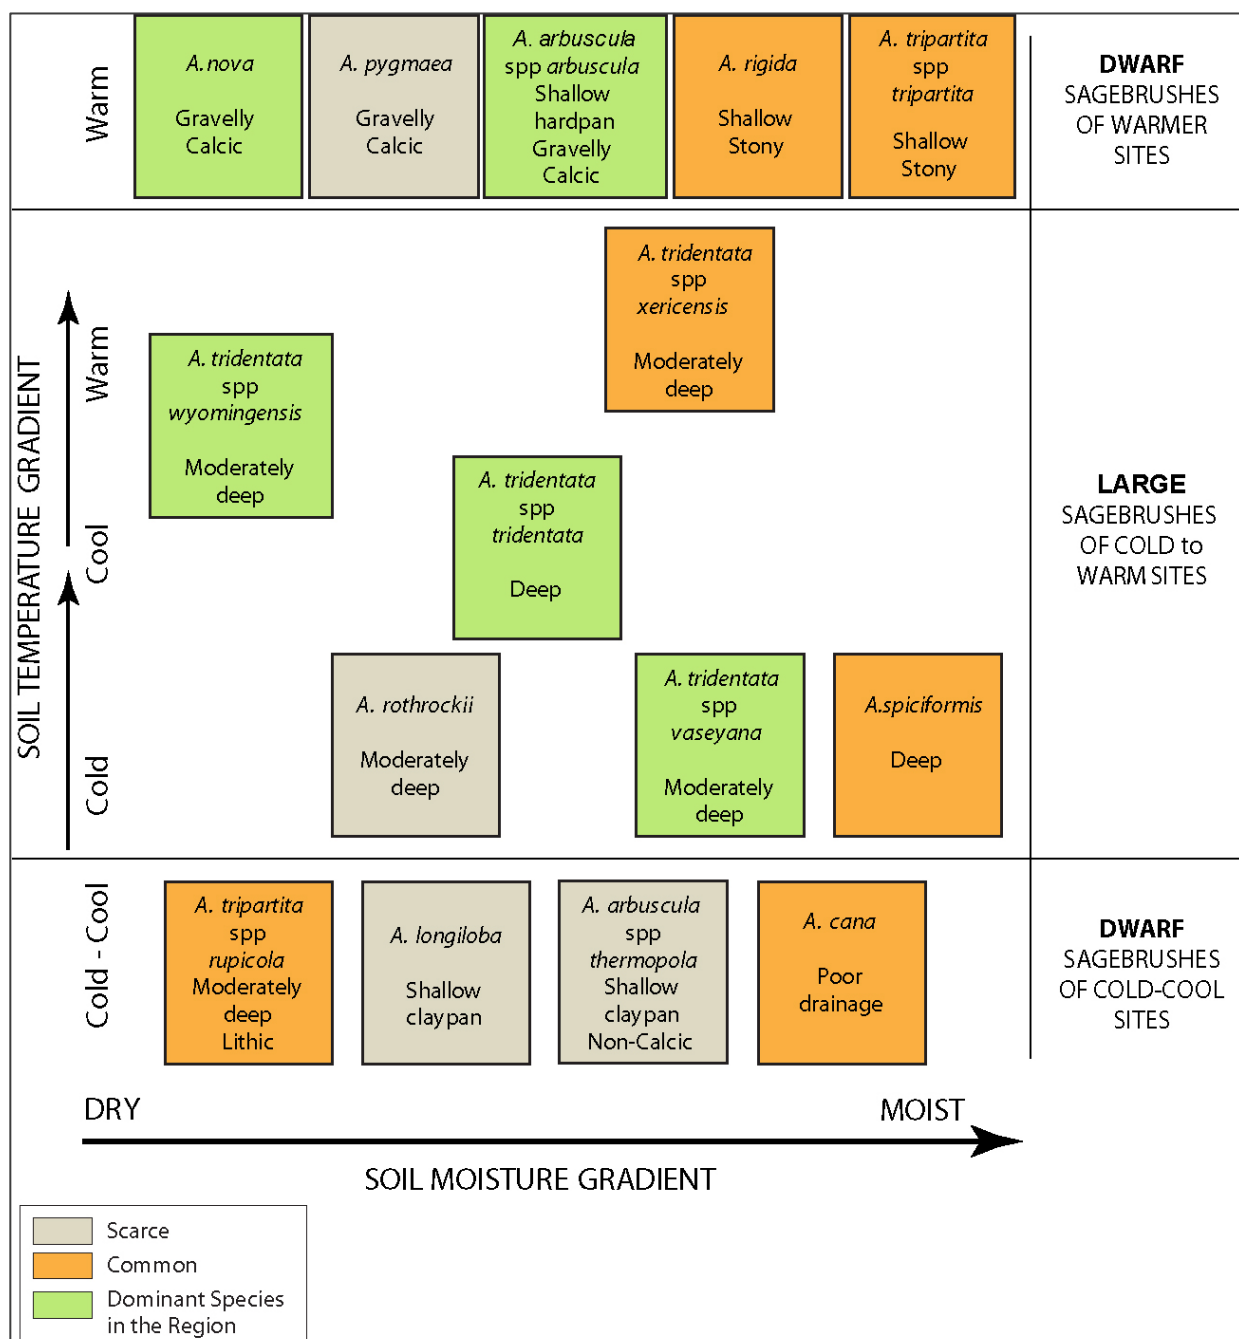 Warm
A.nova
Gravelly
Calcic
A. pygmaea
Gravelly
Calcic
A. arbuscula
spp arbuscula
Shallow
hardpan
Gravelly
Calcic
A. rigida
Shallow
Stony
A. tripartita
spp
tripartita
Shallow
Stony
DWARF
SAGEBRUSHES
OF WARMER
SITES
SOIL TEMPERATURE GRADIENT
Warm
Cool
Cold
A. tridentata
spp
xericensis
Moderately
deep
A. tridentata
spp
wyomingensis
Moderately
deep
A. tridentata
spp
tridentata
Deep
A. rothrockii
Moderately
deep
A. tridentata
spp
vaseyana
Moderately
deep
A.spiciformis
Deep
LARGE
SAGEBRUSHES
OF COLD to
WARM SITES
Cold - Cool
A. tripartita
spp
rupicola
Moderately
deep
Lithic
A. longiloba
Shallow
claypan
A. arbuscula
spp
thermopola
Shallow
claypan
Non-Calcic
A. cana
Poor
drainage
DWARF
SAGEBRUSHES
OF COLD-COOL
SITES
DRY
MOIST
SOIL MOISTURE GRADIENT
Scarce
Common
Dominant Species
in the Region